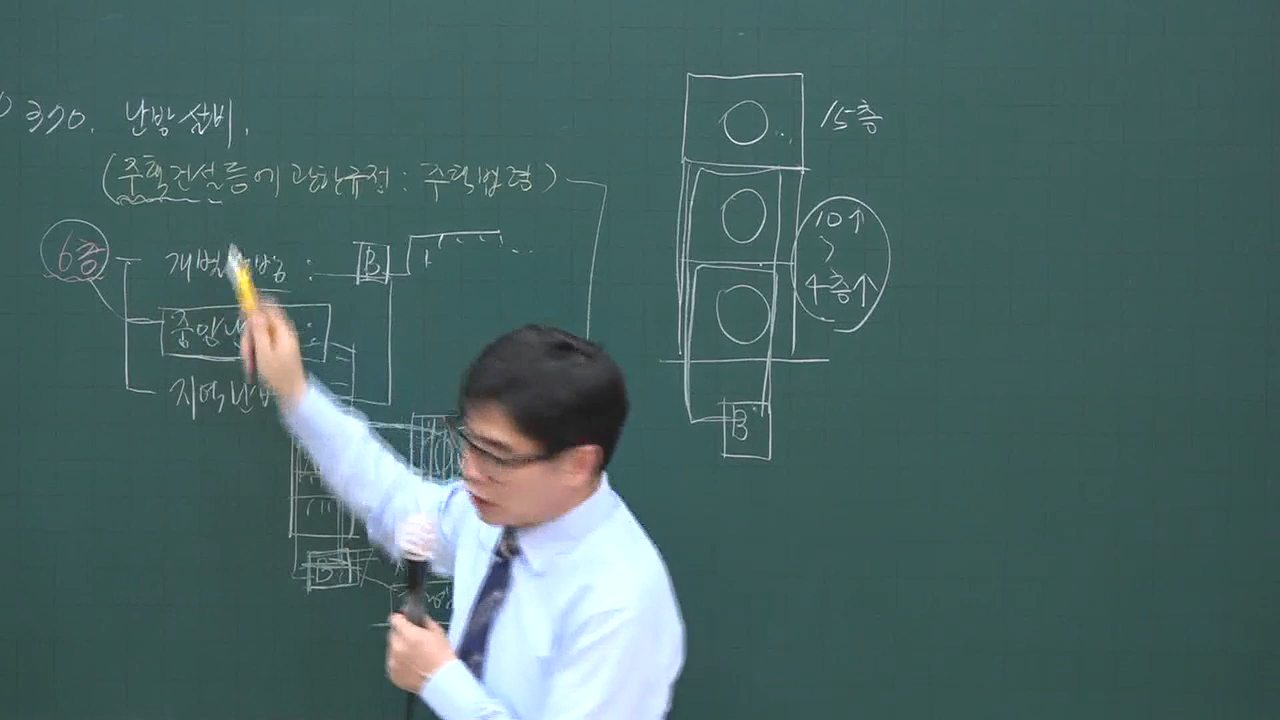 370. 난방설비.
(주택건설등에 관한규정 : 주택법령)
6층
개별난방 :
B
중앙난 :
지역난방
B
15층
10↑
4층↑
B